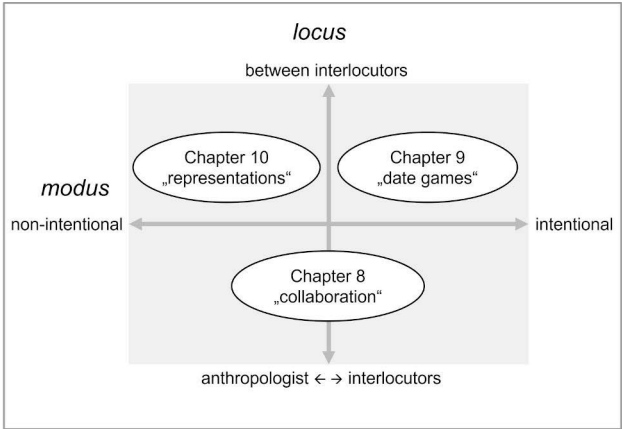 locus
between interlocutors
Chapter 10
„representations“
Chapter 9
„date games“
modus
non-intentional
intentional
Chapter 8
„collaboration“
anthropologist ← → interlocutors